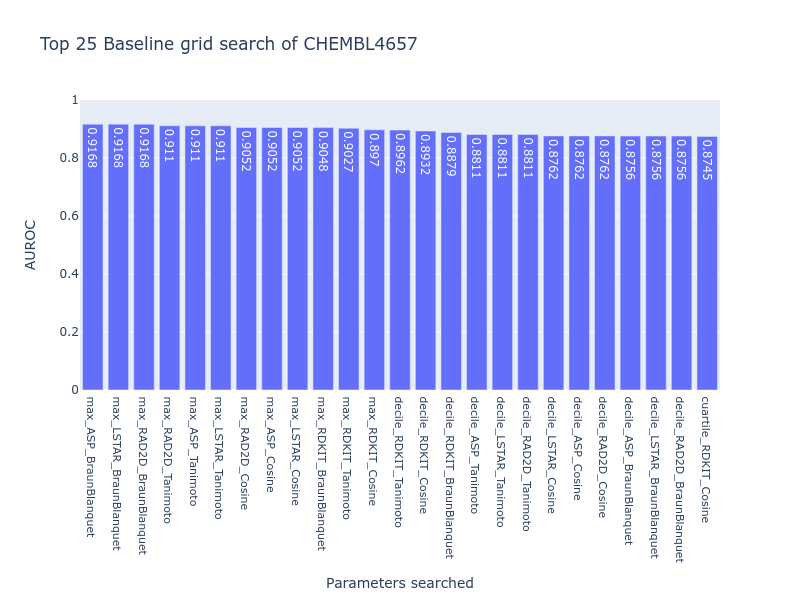 Top 25 Baseline grid search of CHEMBL4657
AUROC
1
0.8
0.6
0.4
0.2
0
0.9168
0.9168
0.9168
0.911
0.911
0.911
0.9052
0.9052
0.9052
0.9048
0.9027
0.897
0.8962
0.8932
0.8879
0.8811
0.8811
0.8811
0.8762
0.8762
0.8762
0.8756
0.8756
0.8756
0.8745
max_ASP_BraunBlanquet
max_LSTAR_BraunBlanquet
max_RAD2D_BraunBlanquet
max_RAD2D_Tanimoto
max_ASP_Tanimoto
max_LSTAR_Tanimoto
max_RAD2D_Cosine
max_ASP_Cosine
max_LSTAR_Cosine
max_RDKIT_BraunBlanquet
max_RDKIT_Tanimoto
max_RDKIT_Cosine
decile_RDKIT_Tanimoto
decile_RDKIT_Cosine
decile_RDKIT_BraunBlanquet
decile_ASP_Tanimoto
decile_LSTAR_Tanimoto
decile_RAD2D_Tanimoto
decile_LSTAR_Cosine
decile_ASP_Cosine
decile_RAD2D_Cosine
decile_ASP_BraunBlanquet
decile_LSTAR_BraunBlanquet
decile_RAD2D_BraunBlanquet
cuartile_RDKIT_Cosine
Parameters searched